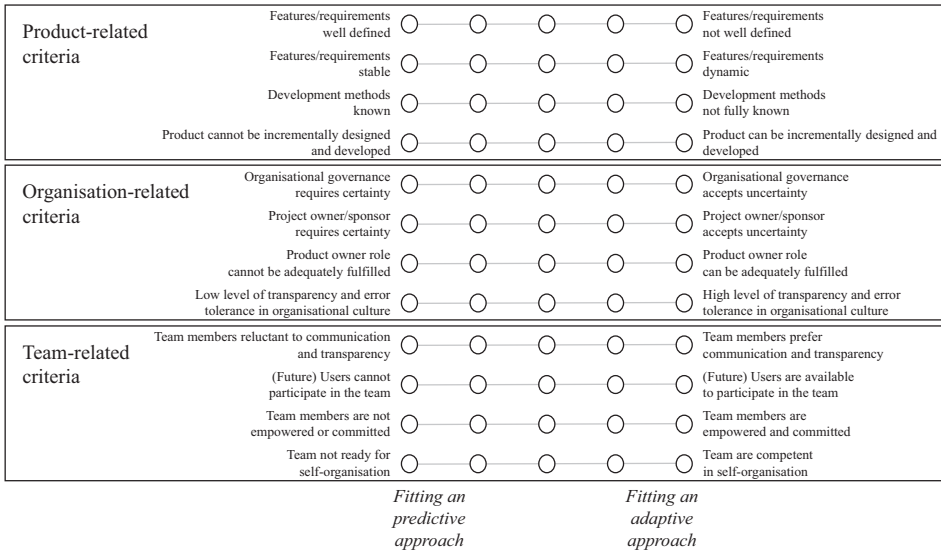 Product-related
criteria
Features/requirements
well defined
Features/requirements
not well defined
Features/requirements
stable
Features/requirements
dynamic
Development methods
known
Development methods
not fully known
Product cannot be incrementally designed
and developed
Product can be incrementally designed and
developed
Organisation-related
criteria
Organisational governance
requires certainty
Organisational governance
accepts uncertainty
Project owner/sponsor
requires certainty
Project owner/sponsor
accepts uncertainty
Product owner role
cannot be adequately fulfilled
Product owner role
can be adequately fulfilled
Low level of transparency and error
tolerance in organisational culture
High level of transparency and error
tolerance in organisational culture
Team-related
criteria
Team members reluctant to communication
and transparency
Team members prefer
communication and transparency
(Future) Users cannot
participate in the team
(Future) Users are available
to participate in the team
Team members are not
empowered or committed
Team members are
empowered and committed
Team not ready for
self-organisation
Team are competent
in self-organisation
Fitting an
predictive
approach
Fitting an
adaptive
approach